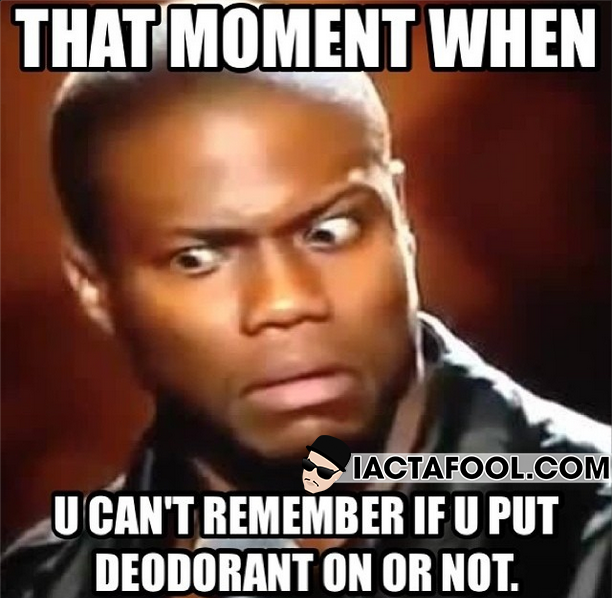 THAT MOMENT WHEN
IACTAFOOL.COM
U CAN'T REMEMBER IF U PUT
DEODORANT ON OR NOT.